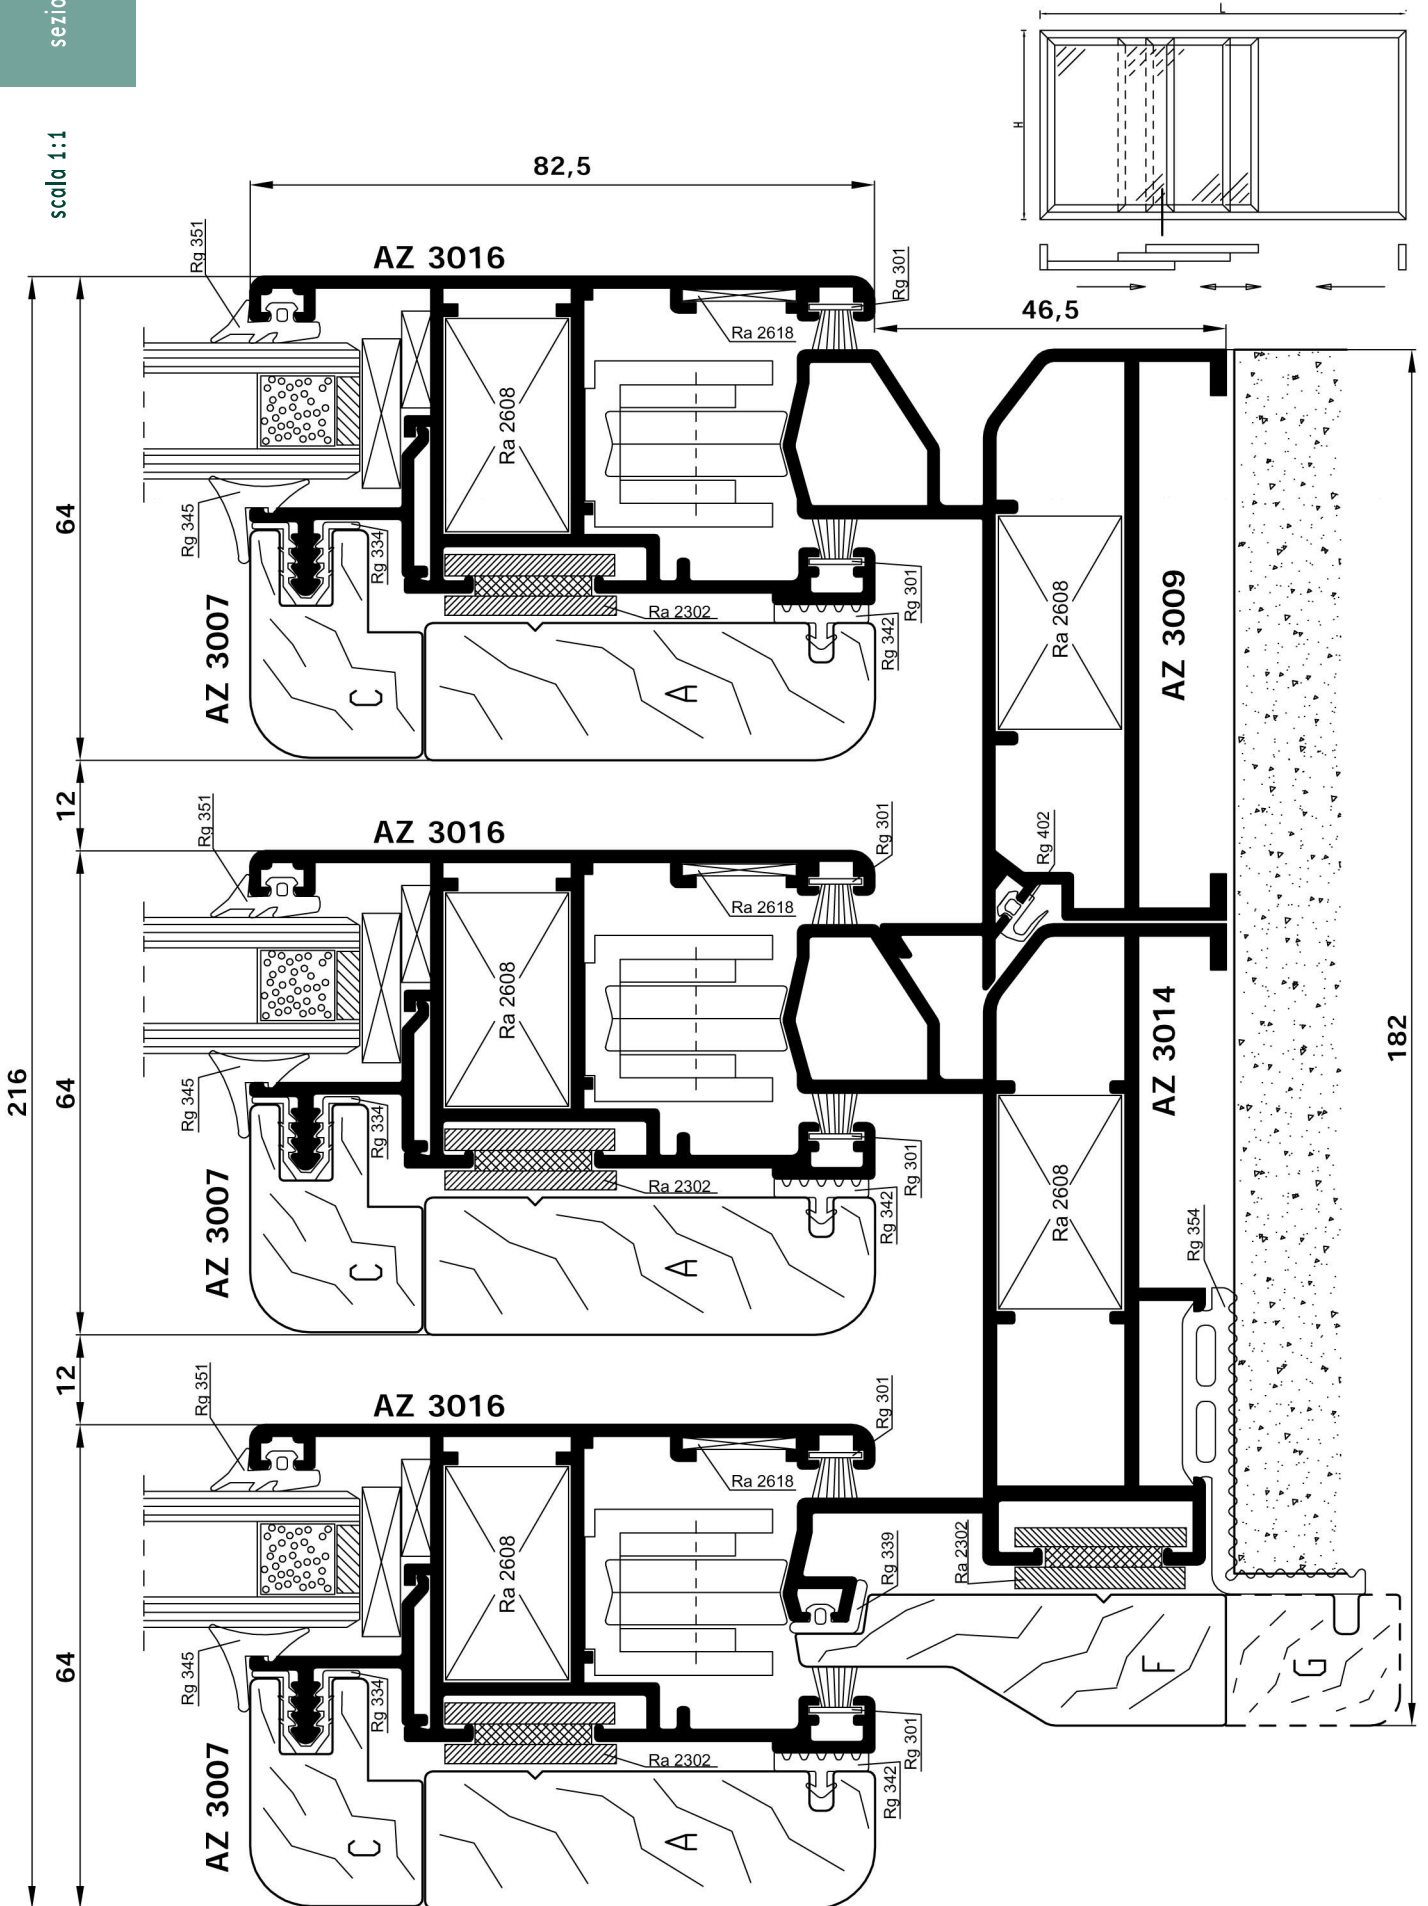 sezio
scala 1:1
L
H
82,5
Rg 351
AZ 3016
Rg 301
Ra 2618
46,5
Ra 2608
64
Rg 345
Rg 334
Rg 301
Ra 2302
Rg 342
AZ 3007
C
A
Ra 2608
AZ 3009
12
Rg 351
AZ 3016
Rg 301
Rg 402
Ra 2618
Ra 2608
AZ 3014
182
216
64
Rg 345
Rg 334
Rg 301
Ra 2302
Rg 342
AZ 3007
C
A
Ra 2608
Rg 354
12
Rg 351
AZ 3016
Rg 301
Ra 2618
Ra 2608
Rg 339
Ra 2302
64
Rg 345
Rg 334
Rg 301
Ra 2302
Rg 342
F
G
AZ 3007
C
A